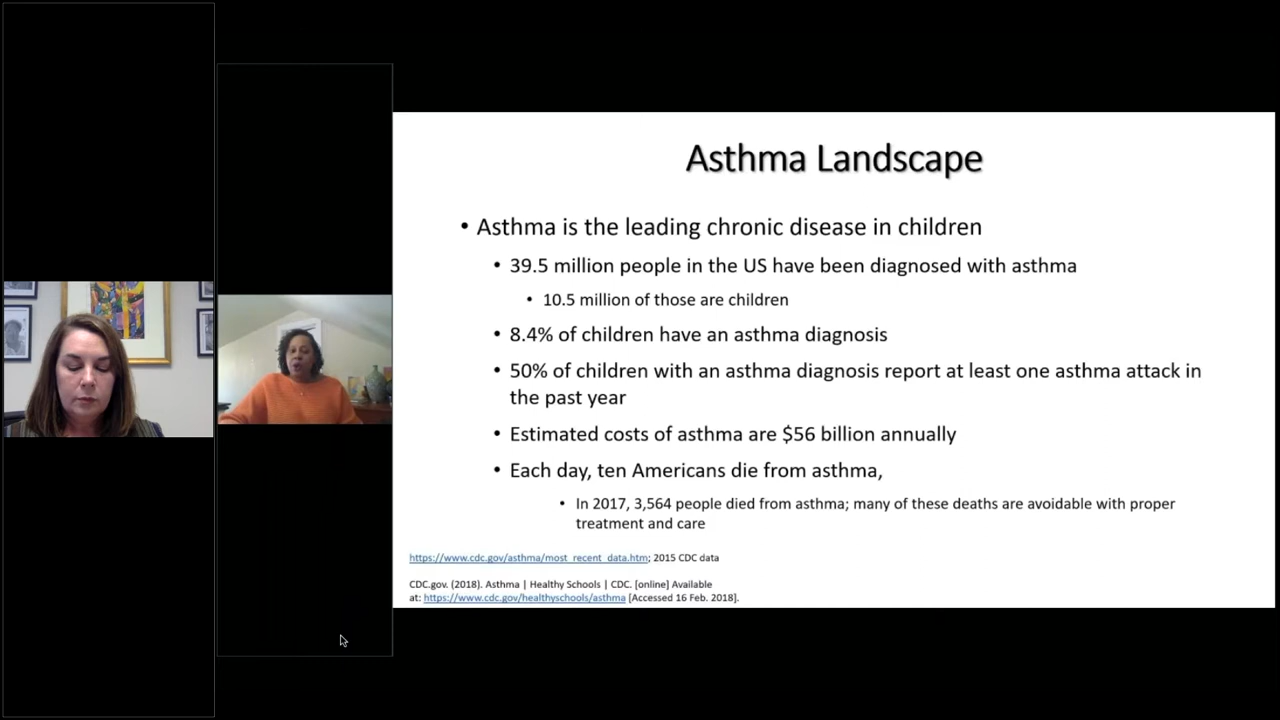 Asthma Landscape
• Asthma is the leading chronic disease in children
• 39.5 million people in the US have been diagnosed with asthma
• 10.5 million of those are children
• 8.4% of children have an asthma diagnosis
• 50% of children with an asthma diagnosis report at least one asthma attack in
the past year
• Estimated costs of asthma are $56 billion annually
• Each day, ten Americans die from asthma,
• In 2017, 3,564 people died from asthma; many of these deaths are avoidable with proper
treatment and care
https://www.cdc.gov/asthma/most_recent_data.htm; 2015 CDC data
CDC.gov. (2018). Asthma | Healthy Schools | CDC. [online] Available
at: https://www.cdc.gov/healthyschools/asthma [Accessed 16 Feb. 2018].